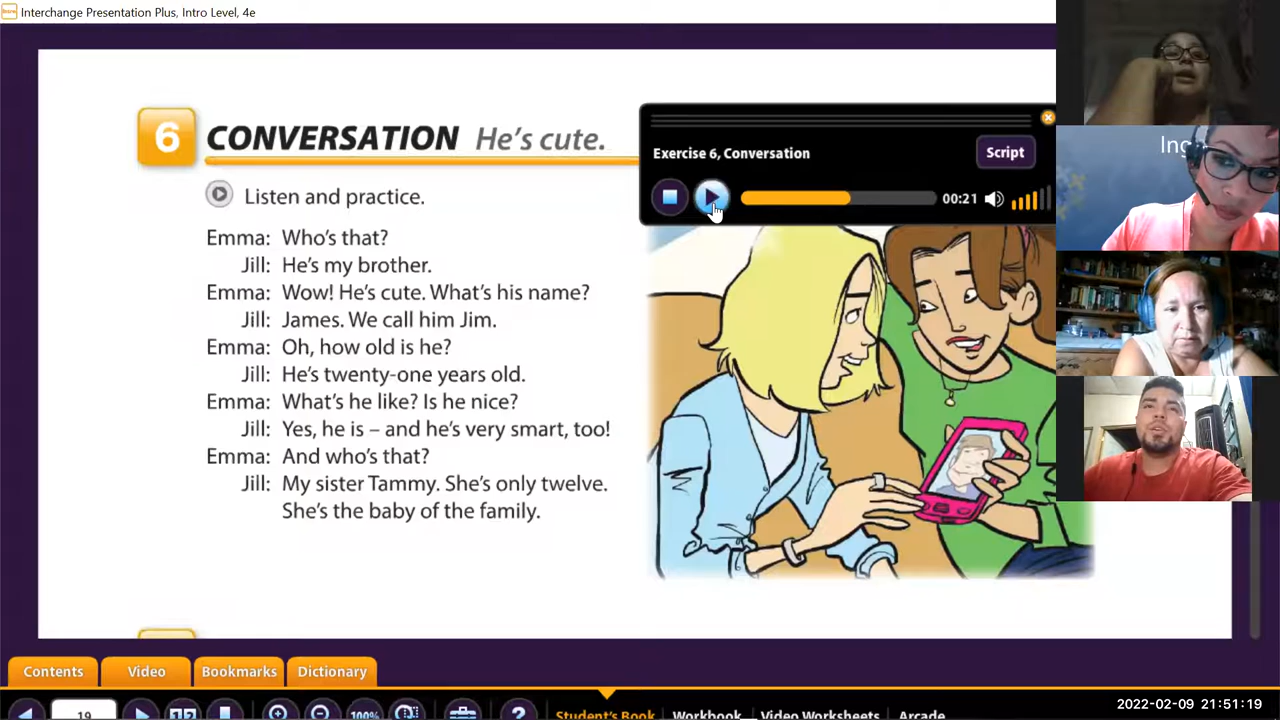 Interchange Presentation Plus, Intro Level, 4e
6 CONVERSATION He's cute.
Listen and practice.
Emma: Who's that?
Jill: He's my brother.
Emma: Wow! He's cute. What's his name?
Jill: James. We call him Jim.
Emma: Oh, how old is he?
Jill: He's twenty-one years old.
Emma: What's he like? Is he nice?
Jill: Yes, he is – and he's very smart, too!
Emma: And who's that?
Jill: My sister Tammy. She's only twelve.
She's the baby of the family.
Exercise 6, Conversation
Script
00:21
Ing
Contents Video Bookmarks Dictionary
19 100% ? Student's Book Workbook Video Worksheets Arcade
2022-02-09 21:51:19